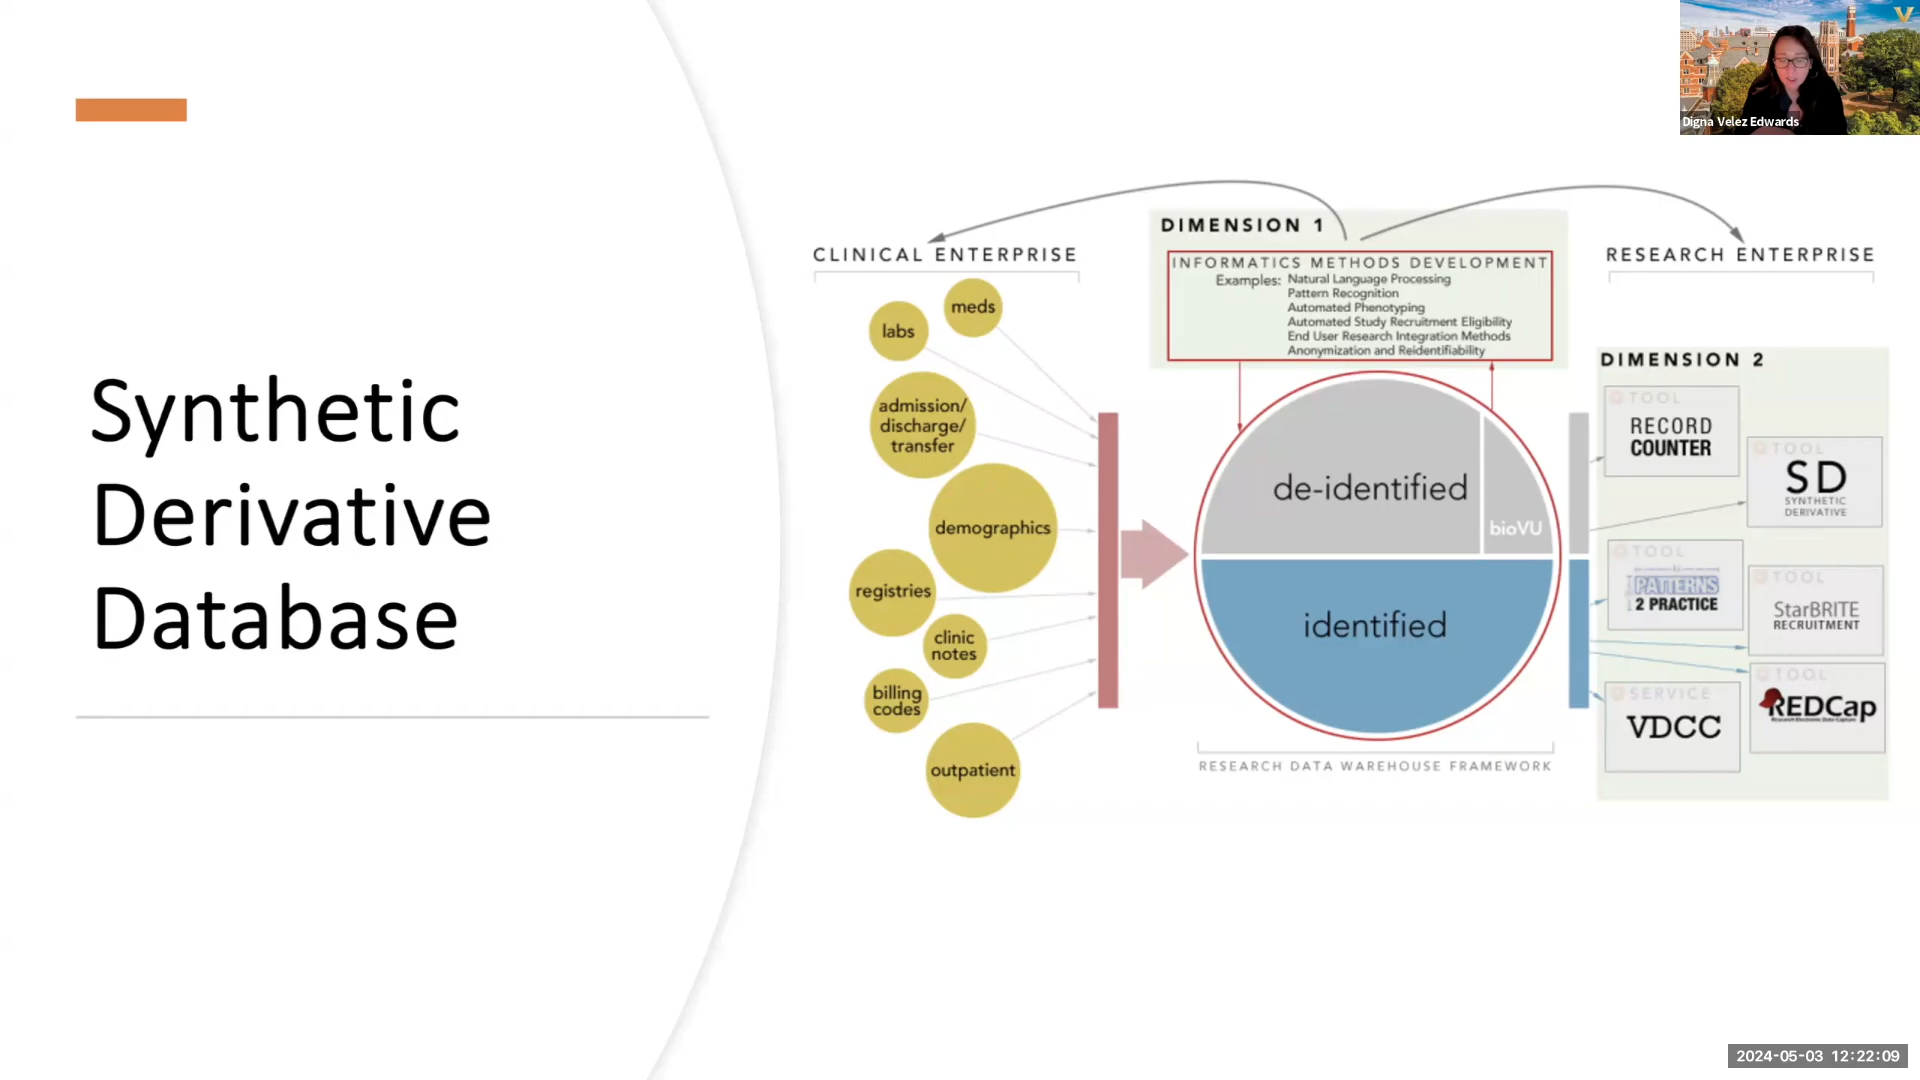 Synthetic
Derivative
Database
CLINICAL ENTERPRISE
meds
labs
admission/
discharge/
transfer
demographics
registries
clinic
notes
billing
codes
outpatient
DIMENSION 1
INFORMATICS METHODS DEVELOPMENT
Examples: Natural Language Processing
Pattern Recognition
Automated Phenotyping
Automated Study Recruitment Eligibility
End User Research Integration Methods
Anonymization and Reidentifiability
de-identified
bioVU
identified
RESEARCH DATA WAREHOUSE FRAMEWORK
RESEARCH ENTERPRISE
DIMENSION 2
TOOL
RECORD
COUNTER
TOOL
SD
SYNTHETIC
DERIVATIVE
TOOL
PATTERNS
2 PRACTICE
TOOL
StarBRITE
RECRUITMENT
SERVICE
VDCC
TOOL
REDCap
Research Electronic Data Capture
V
Digna Velez Edwards
2024-05-03 12:22:09